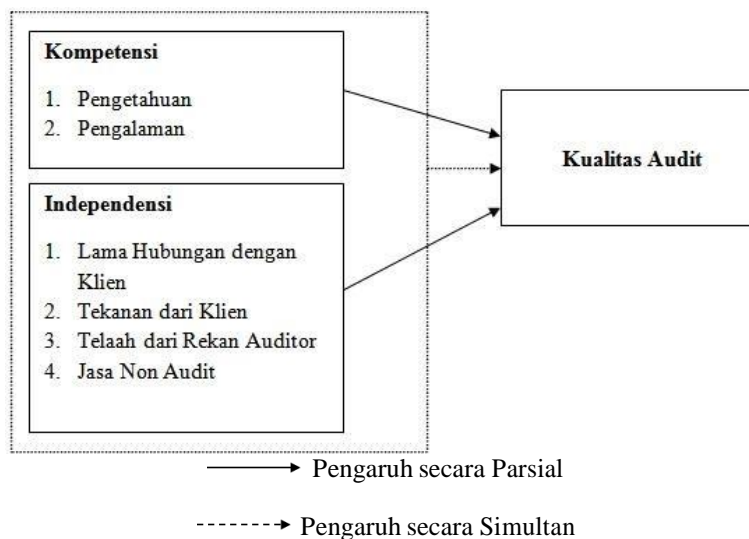 Kompetensi
1. Pengetahuan
2. Pengalaman
Independensi
1. Lama Hubungan dengan
Klien
2. Tekanan dari Klien
3. Telaah dari Rekan Auditor
4. Jasa Non Audit
Kualitas Audit
Pengaruh secara Parsial
Pengaruh secara Simultan